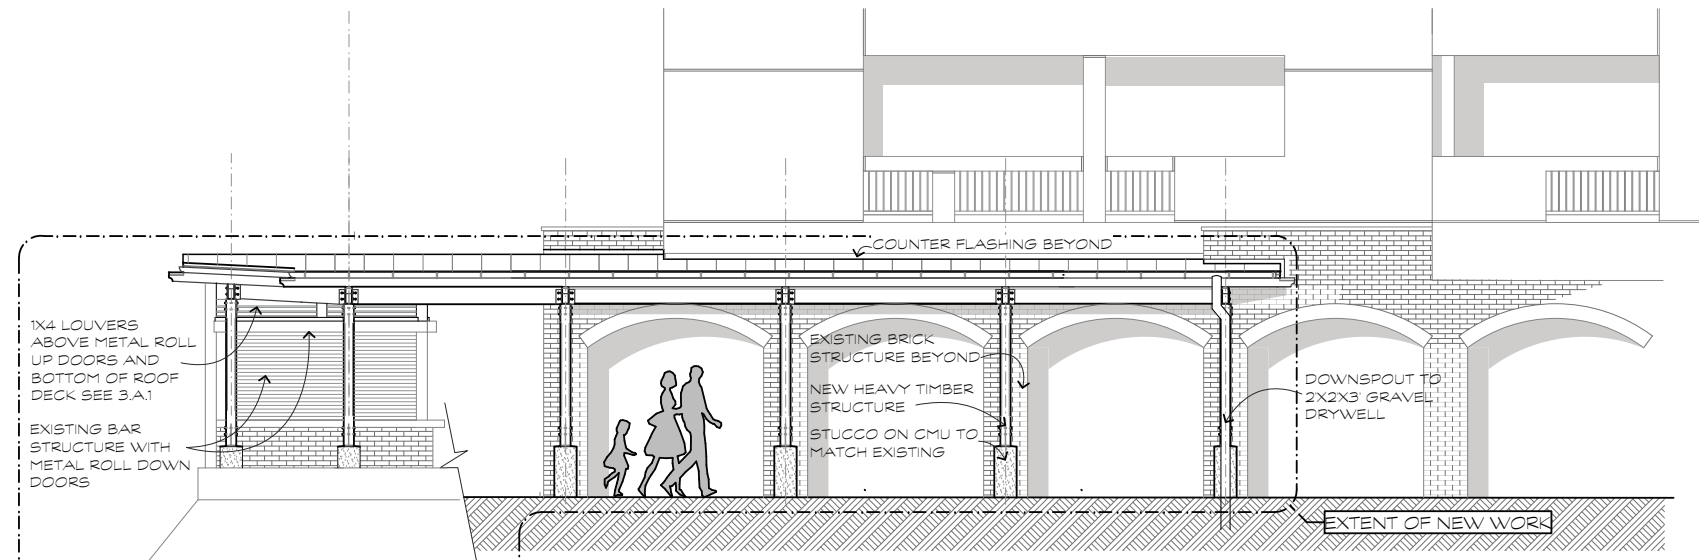 COUNTER FLASHING BEYOND
1X4 LOUVERS
ABOVE METAL ROLL
UP DOORS AND
BOTTOM OF ROOF
DECK SEE 3.A.1
EXISTING BAR
STRUCTURE WITH
METAL ROLL DOWN
DOORS
EXISTING BRICK
STRUCTURE BEYOND
NEW HEAVY TIMBER
STRUCTURE
STUCCO ON CMU TO
MATCH EXISTING
DOWNSPOUT TO
2X2X3' GRAVEL
DRYWELL
EXTENT OF NEW WORK